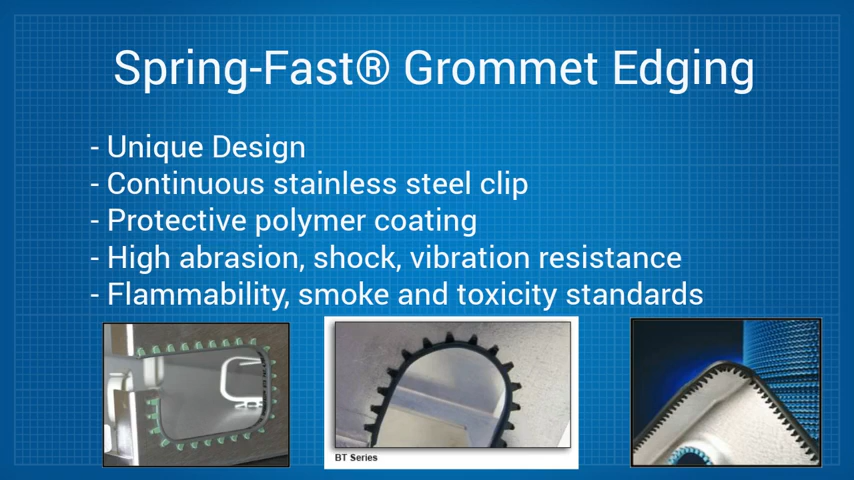 Spring-Fast® Grommet Edging
- Unique Design
- Continuous stainless steel clip
- Protective polymer coating
- High abrasion, shock, vibration resistance
- Flammability, smoke and toxicity standards
BT Series